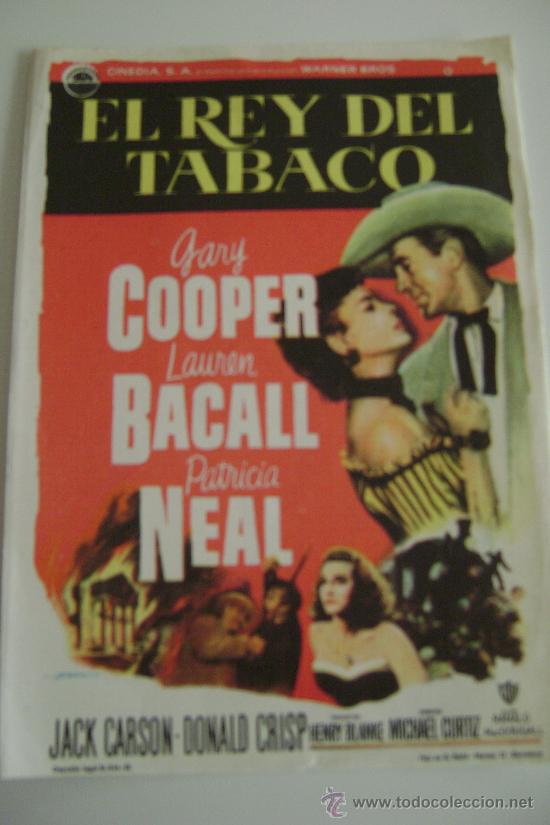 CINEDIA, S. A.
WARNER BROS
EL REY DEL
TABACO
Gary
COOPER
Lauren
BACALL
Patricia
NEAL
JACK CARSON - DONALD CRISP HENRY BLANKE MICHAEL CURTIZ
www.todocoleccion.net